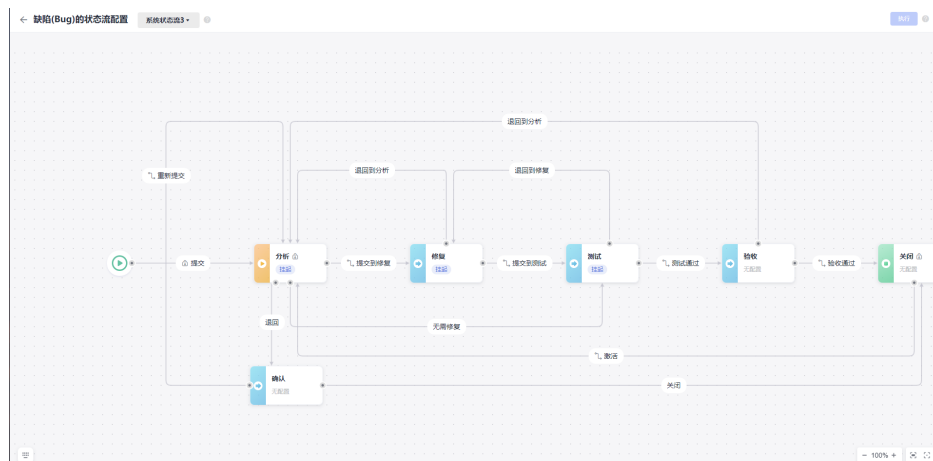 缺陷(Bug)的状态流配置
系统状态流3
执行
退回到分析
重新提交
退回到分析
退回到修复
提交
分析
挂起
提交到修复
修复
挂起
提交到测试
测试
挂起
测试通过
验收
无配置
验收通过
关闭
无配置
退回
无需修复
激活
确认
无配置
关闭
- 100% +